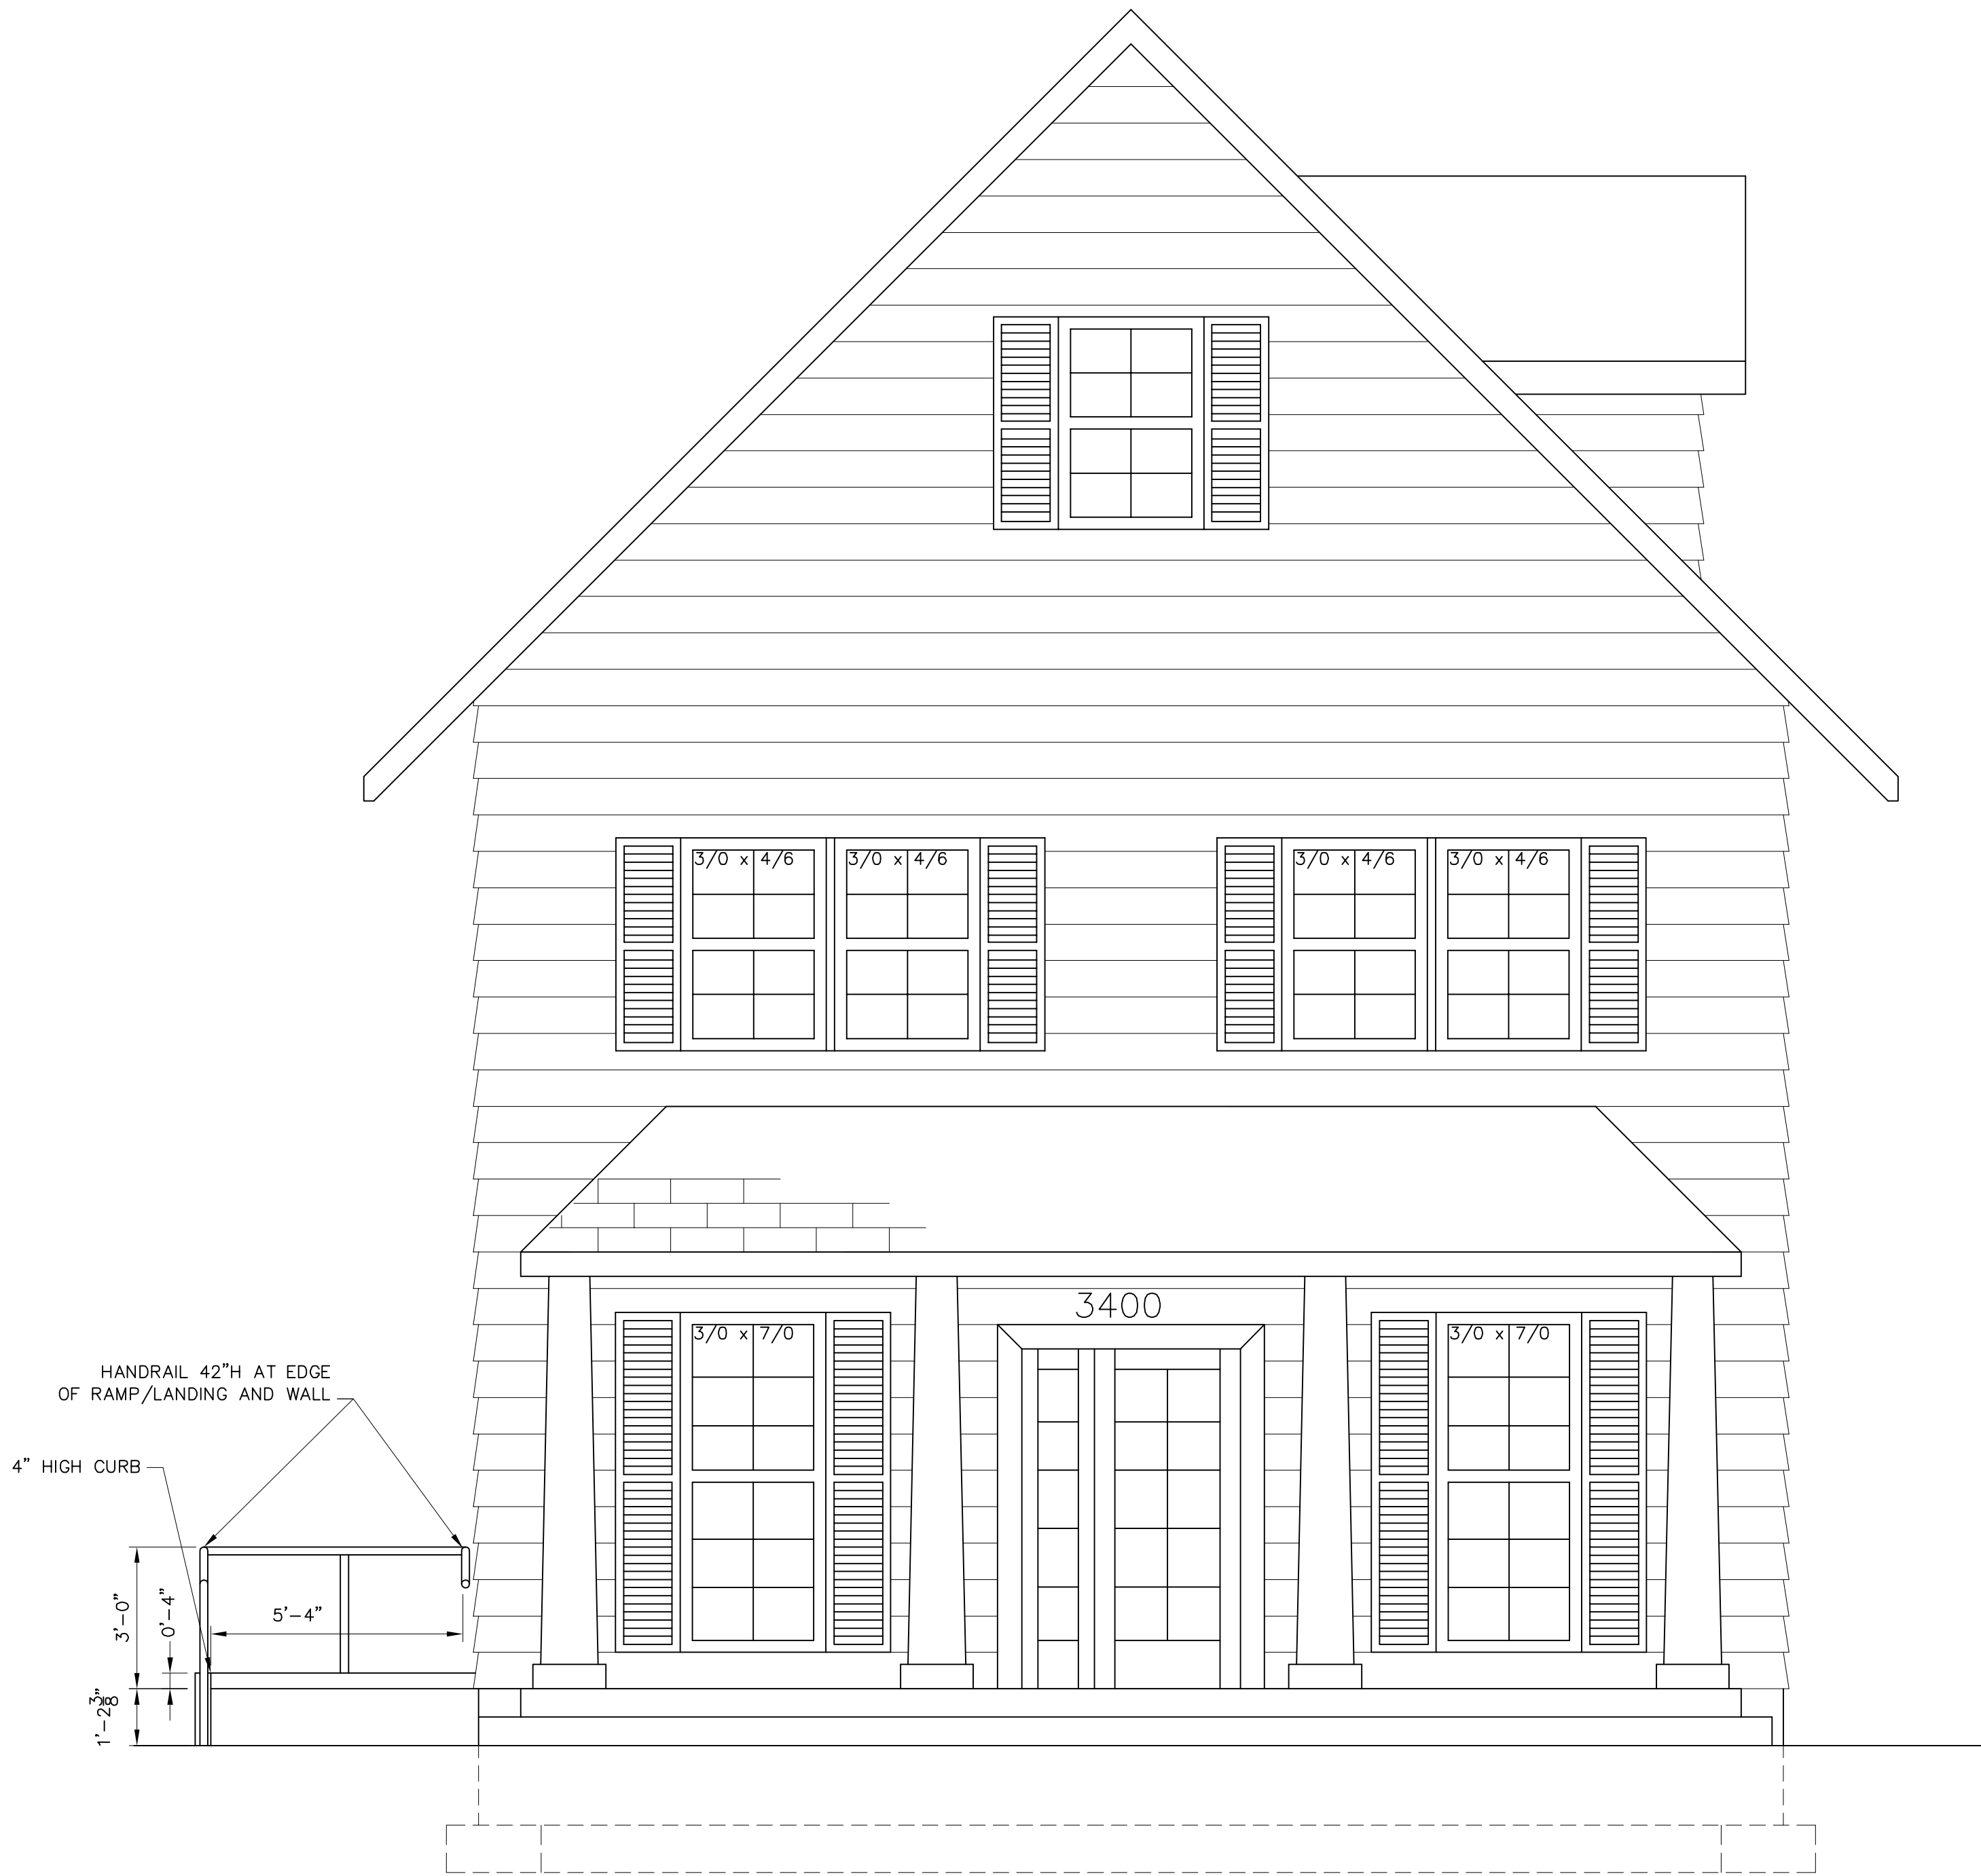 3/0 x 4/6
3/0 x 4/6
3/0 x 4/6
3/0 x 4/6
3400
3/0 x 7/0
3/0 x 7/0
HANDRAIL 42"H AT EDGE
OF RAMP/LANDING AND WALL
4" HIGH CURB
3'-0"
0'-4"
5'-4"
1'-2 3/8"